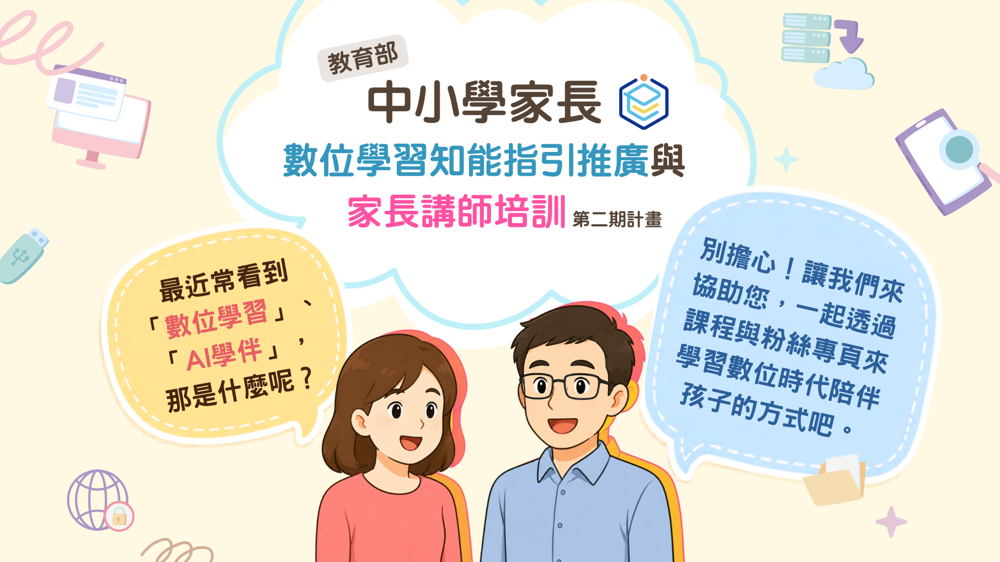 教育部
中小學家長
數位學習知能指引推廣與
家長講師培訓 第二期計畫
最近常看到
「數位學習」、
「AI學伴」，
那是什麼呢？
別擔心！讓我們來
協助您，一起透過
課程與粉絲專頁來
學習數位時代陪伴
孩子的方式吧。